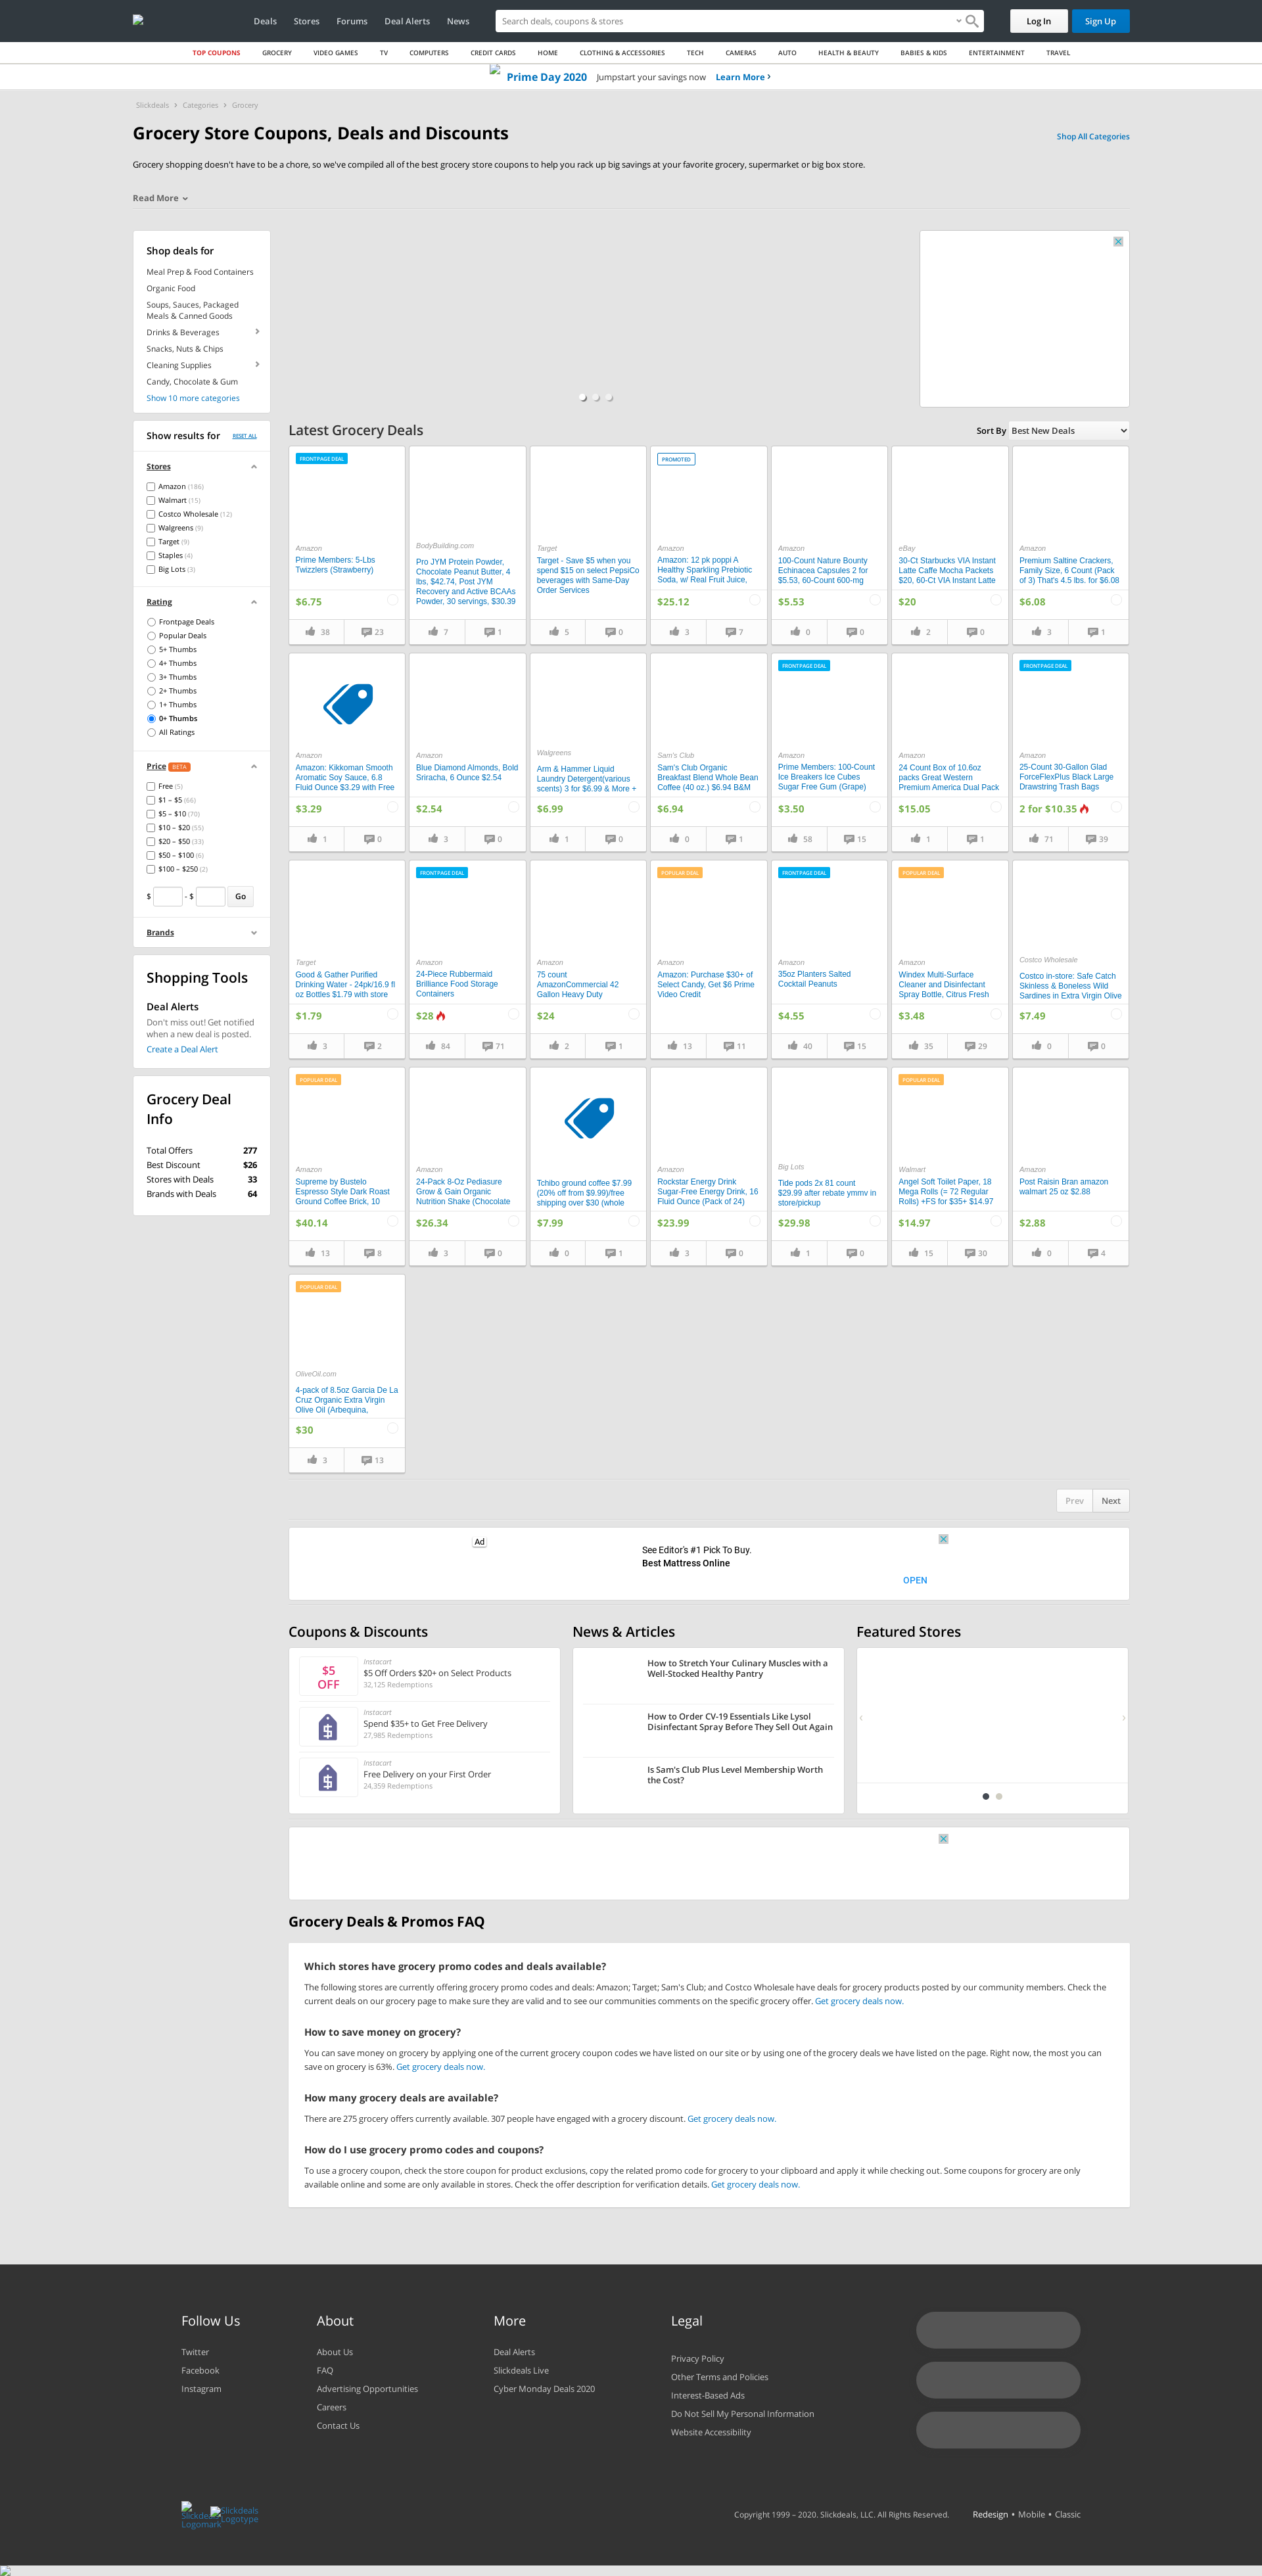 Deals Stores Forums Deal Alerts News
Search deals, coupons & stores
Log In Sign Up
TOP COUPONS GROCERY VIDEO GAMES TV COMPUTERS CREDIT CARDS HOME CLOTHING & ACCESSORIES TECH CAMERAS AUTO HEALTH & BEAUTY BABIES & KIDS ENTERTAINMENT TRAVEL
Prime Day 2020 Jumpstart your savings now Learn More
Slickdeals › Categories › Grocery
Grocery Store Coupons, Deals and Discounts
Shop All Categories
Grocery shopping doesn't have to be a chore, so we've compiled all of the best grocery store coupons to help you rack up big savings at your favorite grocery, supermarket or big box store.
Read More
Shop deals for
Meal Prep & Food Containers
Organic Food
Soups, Sauces, Packaged
Meals & Canned Goods
Drinks & Beverages
Snacks, Nuts & Chips
Cleaning Supplies
Candy, Chocolate & Gum
Show 10 more categories
Show results for RESET ALL
Stores
Amazon (186)
Walmart (15)
Costco Wholesale (12)
Walgreens (9)
Target (9)
Staples (4)
Big Lots (3)
Rating
Frontpage Deals
Popular Deals
5+ Thumbs
4+ Thumbs
3+ Thumbs
2+ Thumbs
1+ Thumbs
0+ Thumbs
All Ratings
Price BETA
Free (5)
$1 – $5 (66)
$5 – $10 (70)
$10 – $20 (55)
$20 – $50 (33)
$50 – $100 (6)
$100 – $250 (2)
$ - $ Go
Brands
Shopping Tools
Deal Alerts
Don't miss out! Get notified
when a new deal is posted.
Create a Deal Alert
Grocery Deal
Info
Total Offers 277
Best Discount $26
Stores with Deals 33
Brands with Deals 64
Latest Grocery Deals
Sort By Best New Deals
FRONTPAGE DEAL
Amazon
Prime Members: 5-Lbs
Twizzlers (Strawberry)
$6.75
38 23
BodyBuilding.com
Pro JYM Protein Powder,
Chocolate Peanut Butter, 4
lbs, $42.74, Post JYM
Recovery and Active BCAAs
Powder, 30 servings, $30.39
7 1
Target
Target - Save $5 when you
spend $15 on select PepsiCo
beverages with Same-Day
Order Services
5 0
PROMOTED
Amazon
Amazon: 12 pk poppi A
Healthy Sparkling Prebiotic
Soda, w/ Real Fruit Juice,
$25.12
3 7
Amazon
100-Count Nature Bounty
Echinacea Capsules 2 for
$5.53, 60-Count 600-mg
$5.53
0 0
eBay
30-Ct Starbucks VIA Instant
Latte Caffe Mocha Packets
$20, 60-Ct VIA Instant Latte
$20
2 0
Amazon
Premium Saltine Crackers,
Family Size, 6 Count (Pack
of 3) That's 4.5 lbs. for $6.08
$6.08
3 1
Amazon
Amazon: Kikkoman Smooth
Aromatic Soy Sauce, 6.8
Fluid Ounce $3.29 with Free
$3.29
1 0
Amazon
Blue Diamond Almonds, Bold
Sriracha, 6 Ounce $2.54
$2.54
3 0
Walgreens
Arm & Hammer Liquid
Laundry Detergent(various
scents) 3 for $6.99 & More +
$6.99
1 0
Sam's Club
Sam's Club Organic
Breakfast Blend Whole Bean
Coffee (40 oz.) $6.94 B&M
$6.94
0 1
FRONTPAGE DEAL
Amazon
Prime Members: 100-Count
Ice Breakers Ice Cubes
Sugar Free Gum (Grape)
$3.50
58 15
Amazon
24 Count Box of 10.6oz
packs Great Western
Premium America Dual Pack
$15.05
1 1
FRONTPAGE DEAL
Amazon
25-Count 30-Gallon Glad
ForceFlexPlus Black Large
Drawstring Trash Bags
2 for $10.35
71 39
Target
Good & Gather Purified
Drinking Water - 24pk/16.9 fl
oz Bottles $1.79 with store
$1.79
3 2
FRONTPAGE DEAL
Amazon
24-Piece Rubbermaid
Brilliance Food Storage
Containers
$28
84 71
Amazon
75 count
AmazonCommercial 42
Gallon Heavy Duty
$24
2 1
POPULAR DEAL
Amazon
Amazon: Purchase $30+ of
Select Candy, Get $6 Prime
Video Credit
13 11
FRONTPAGE DEAL
Amazon
35oz Planters Salted
Cocktail Peanuts
$4.55
40 15
POPULAR DEAL
Amazon
Windex Multi-Surface
Cleaner and Disinfectant
Spray Bottle, Citrus Fresh
$3.48
35 29
Costco Wholesale
Costco in-store: Safe Catch
Skinless & Boneless Wild
Sardines in Extra Virgin Olive
$7.49
0 0
POPULAR DEAL
Amazon
Supreme by Bustelo
Espresso Style Dark Roast
Ground Coffee Brick, 10
$40.14
13 8
Amazon
24-Pack 8-Oz Pediasure
Grow & Gain Organic
Nutrition Shake (Chocolate
$26.34
3 0
Tchibo ground coffee $7.99
(20% off from $9.99)/free
shipping over $30 (whole
$7.99
0 1
Amazon
Rockstar Energy Drink
Sugar-Free Energy Drink, 16
Fluid Ounce (Pack of 24)
$23.99
3 0
Big Lots
Tide pods 2x 81 count
$29.99 after rebate ymmv in
store/pickup
$29.98
1 0
POPULAR DEAL
Walmart
Angel Soft Toilet Paper, 18
Mega Rolls (= 72 Regular
Rolls) +FS for $35+ $14.97
$14.97
15 30
Amazon
Post Raisin Bran amazon
walmart 25 oz $2.88
$2.88
0 4
POPULAR DEAL
OliveOil.com
4-pack of 8.5oz Garcia De La
Cruz Organic Extra Virgin
Olive Oil (Arbequina,
$30
3 13
Prev Next
Ad
See Editor's #1 Pick To Buy.
Best Mattress Online
OPEN
Coupons & Discounts
$5
OFF
Instacart
$5 Off Orders $20+ on Select Products
32,125 Redemptions
Instacart
Spend $35+ to Get Free Delivery
27,985 Redemptions
Instacart
Free Delivery on your First Order
24,359 Redemptions
News & Articles
How to Stretch Your Culinary Muscles with a
Well-Stocked Healthy Pantry
How to Order CV-19 Essentials Like Lysol
Disinfectant Spray Before They Sell Out Again
Is Sam's Club Plus Level Membership Worth
the Cost?
Featured Stores
Grocery Deals & Promos FAQ
Which stores have grocery promo codes and deals available?
The following stores are currently offering grocery promo codes and deals: Amazon; Target; Sam's Club; and Costco Wholesale have deals for grocery products posted by our community members. Check the
current deals on our grocery page to make sure they are valid and to see our communities comments on the specific grocery offer. Get grocery deals now.
How to save money on grocery?
You can save money on grocery by applying one of the current grocery coupon codes we have listed on our site or by using one of the grocery deals we have listed on the page. Right now, the most you can
save on grocery is 63%. Get grocery deals now.
How many grocery deals are available?
There are 275 grocery offers currently available. 307 people have engaged with a grocery discount. Get grocery deals now.
How do I use grocery promo codes and coupons?
To use a grocery coupon, check the store coupon for product exclusions, copy the related promo code for grocery to your clipboard and apply it while checking out. Some coupons for grocery are only
available online and some are only available in stores. Check the offer description for verification details. Get grocery deals now.
Follow Us
Twitter
Facebook
Instagram
About
About Us
FAQ
Advertising Opportunities
Careers
Contact Us
More
Deal Alerts
Slickdeals Live
Cyber Monday Deals 2020
Legal
Privacy Policy
Other Terms and Policies
Interest-Based Ads
Do Not Sell My Personal Information
Website Accessibility
Slickdeals
Logomark
Slickdeals
Logotype
Copyright 1999 – 2020. Slickdeals, LLC. All Rights Reserved. Redesign • Mobile • Classic